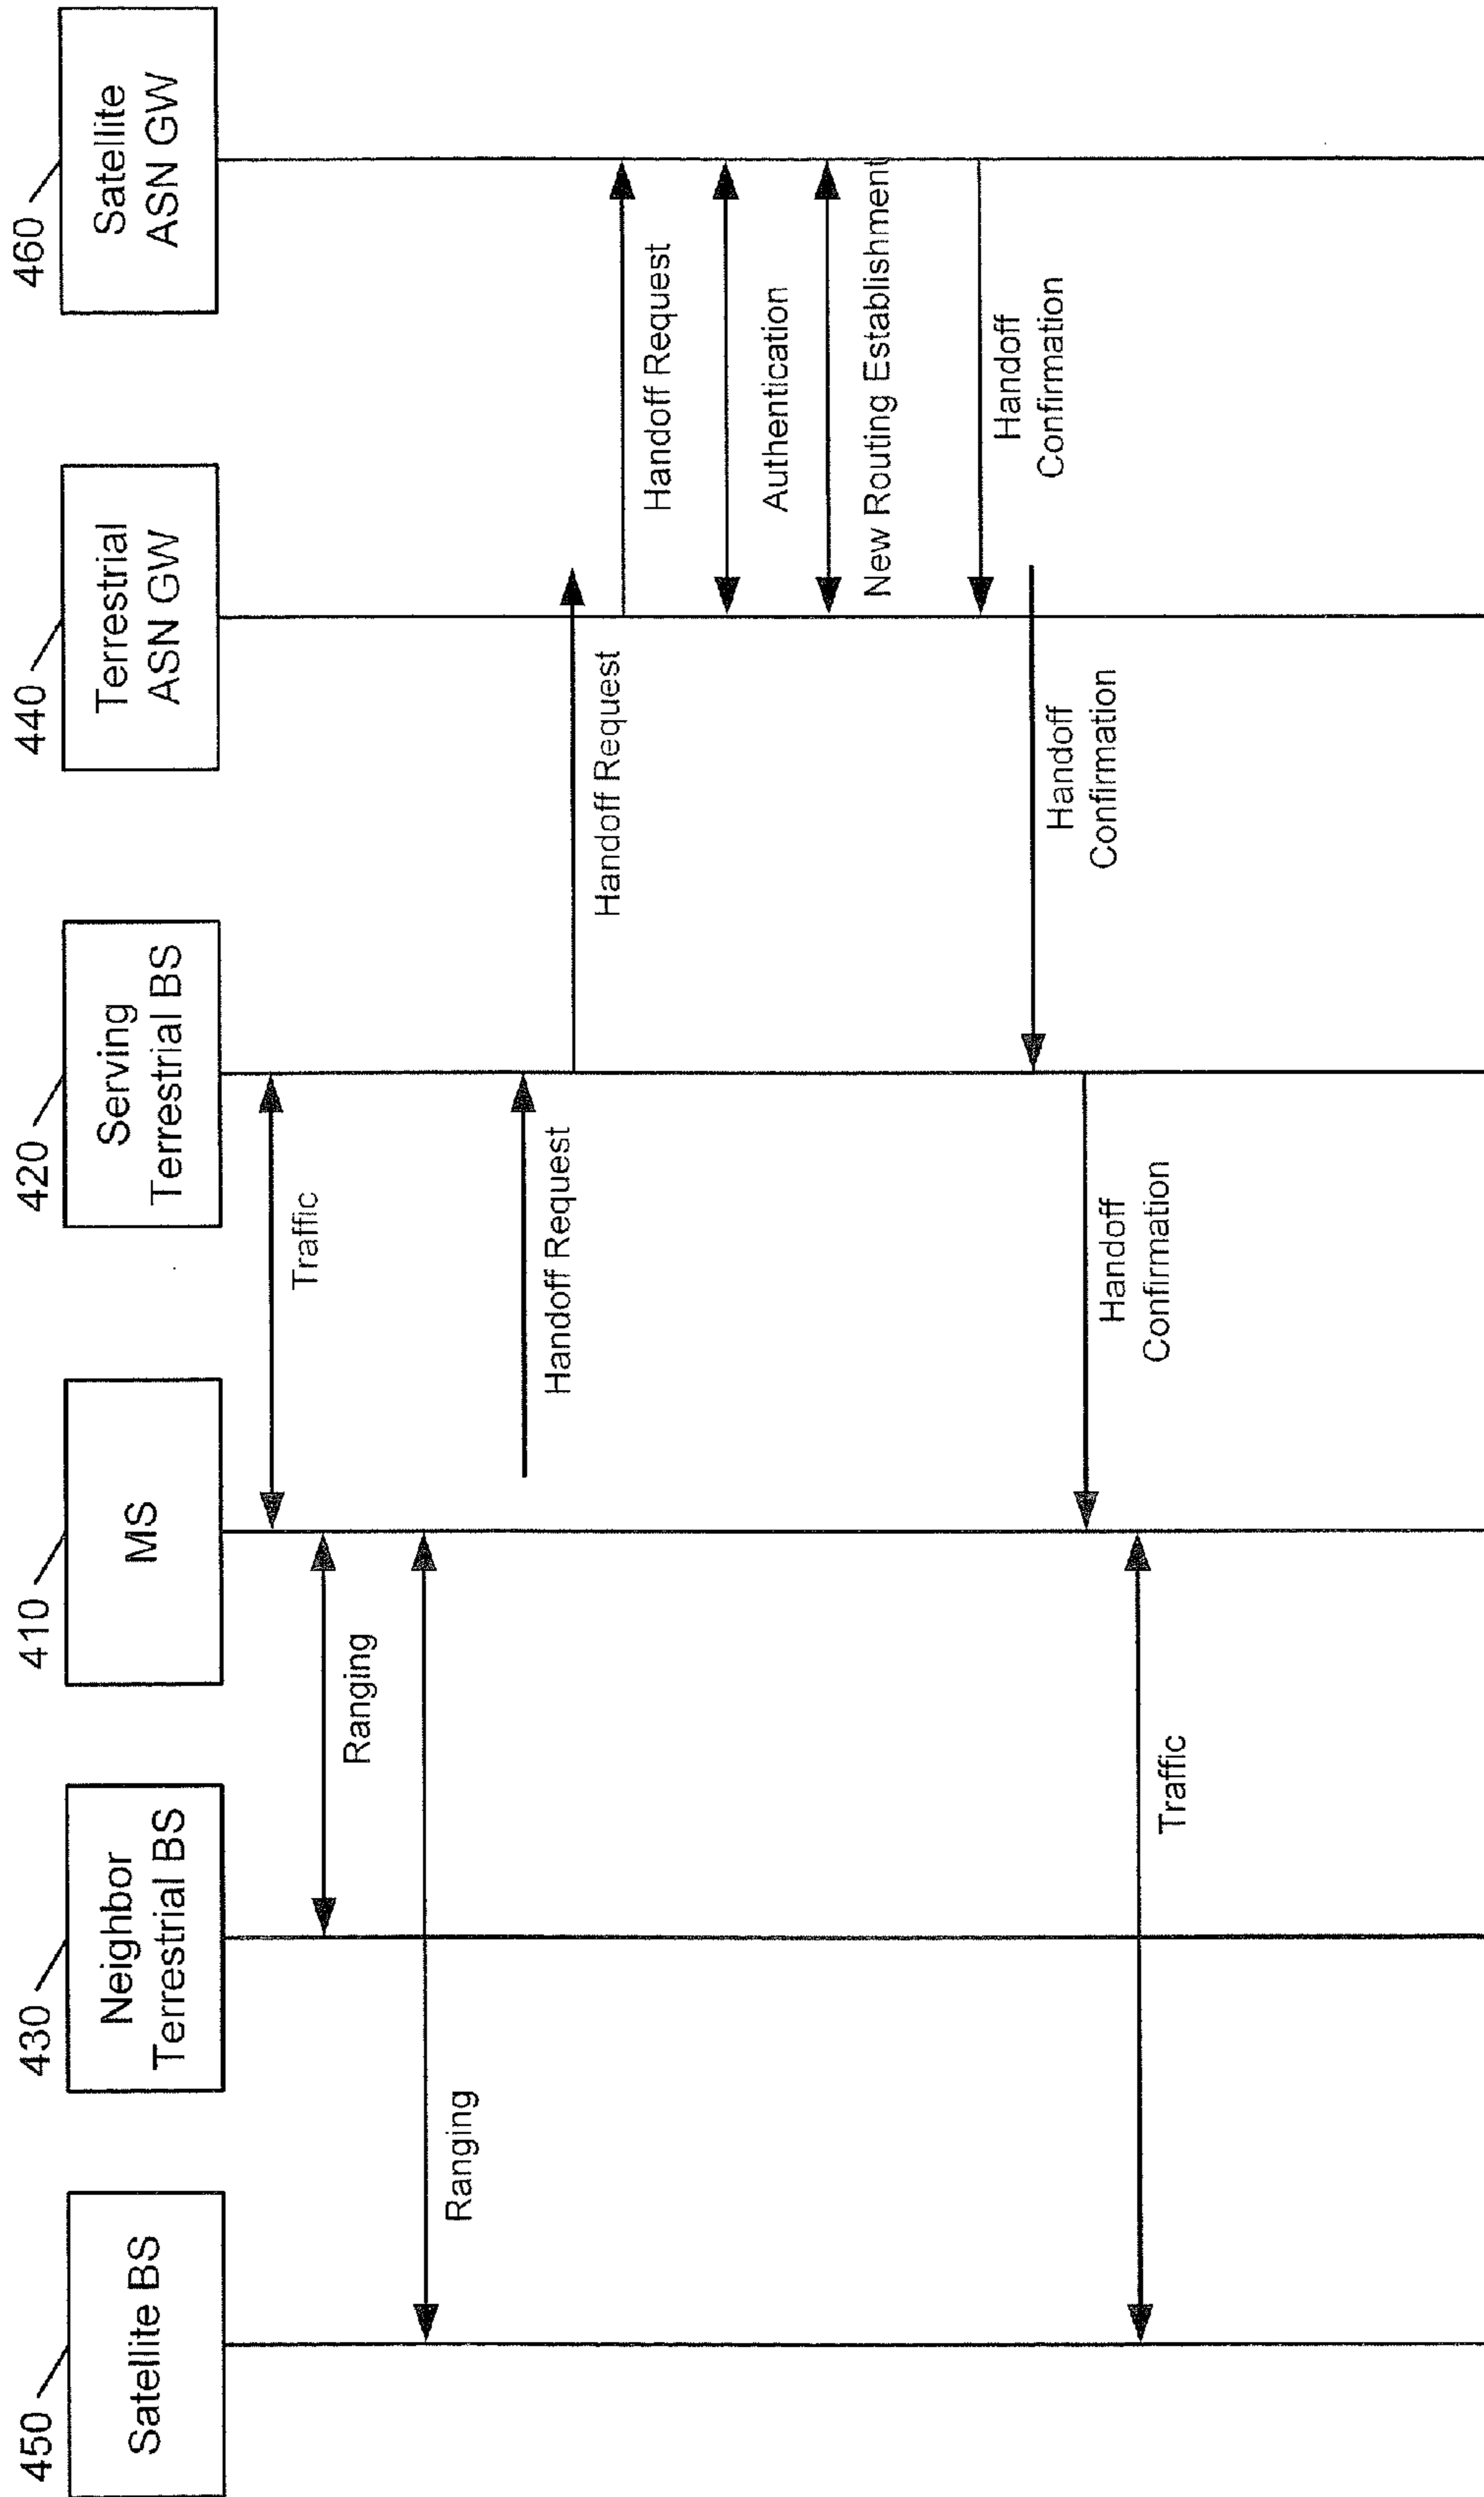 450
Satellite BS
430
Neighbor
Terrestrial BS
410
MS
420
Serving
Terrestrial BS
440
Terrestrial
ASN GW
460
Satellite
ASN GW
Traffic
Ranging
Ranging
Handoff Request
Handoff Request
Handoff Request
Authentication
New Routing Establishment
Handoff
Confirmation
Handoff
Confirmation
Handoff
Confirmation
Traffic